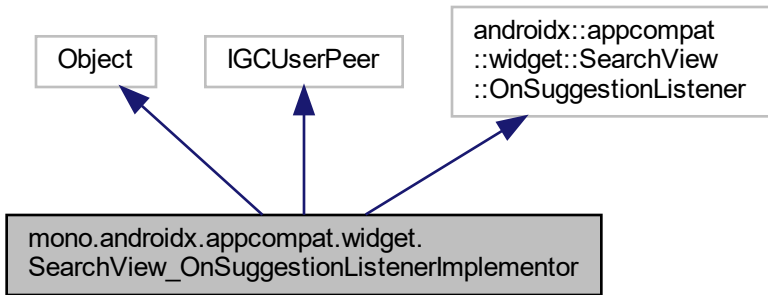 Object
IGCUserPeer
androidx::appcompat
::widget::SearchView
::OnSuggestionListener
mono.androidx.appcompat.widget.
SearchView_OnSuggestionListenerImplementor